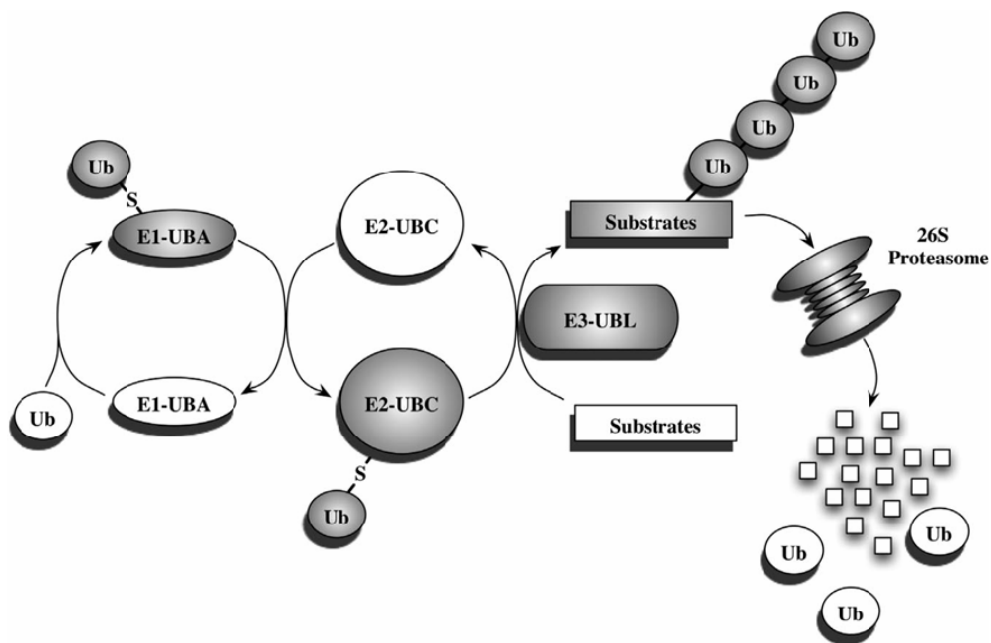 Ub
Ub
Ub
Ub
Ub
S
E1-UBA
E2-UBC
Substrates
26S
Proteasome
E3-UBL
Ub
E1-UBA
E2-UBC
Substrates
S
Ub
Ub
Ub
Ub